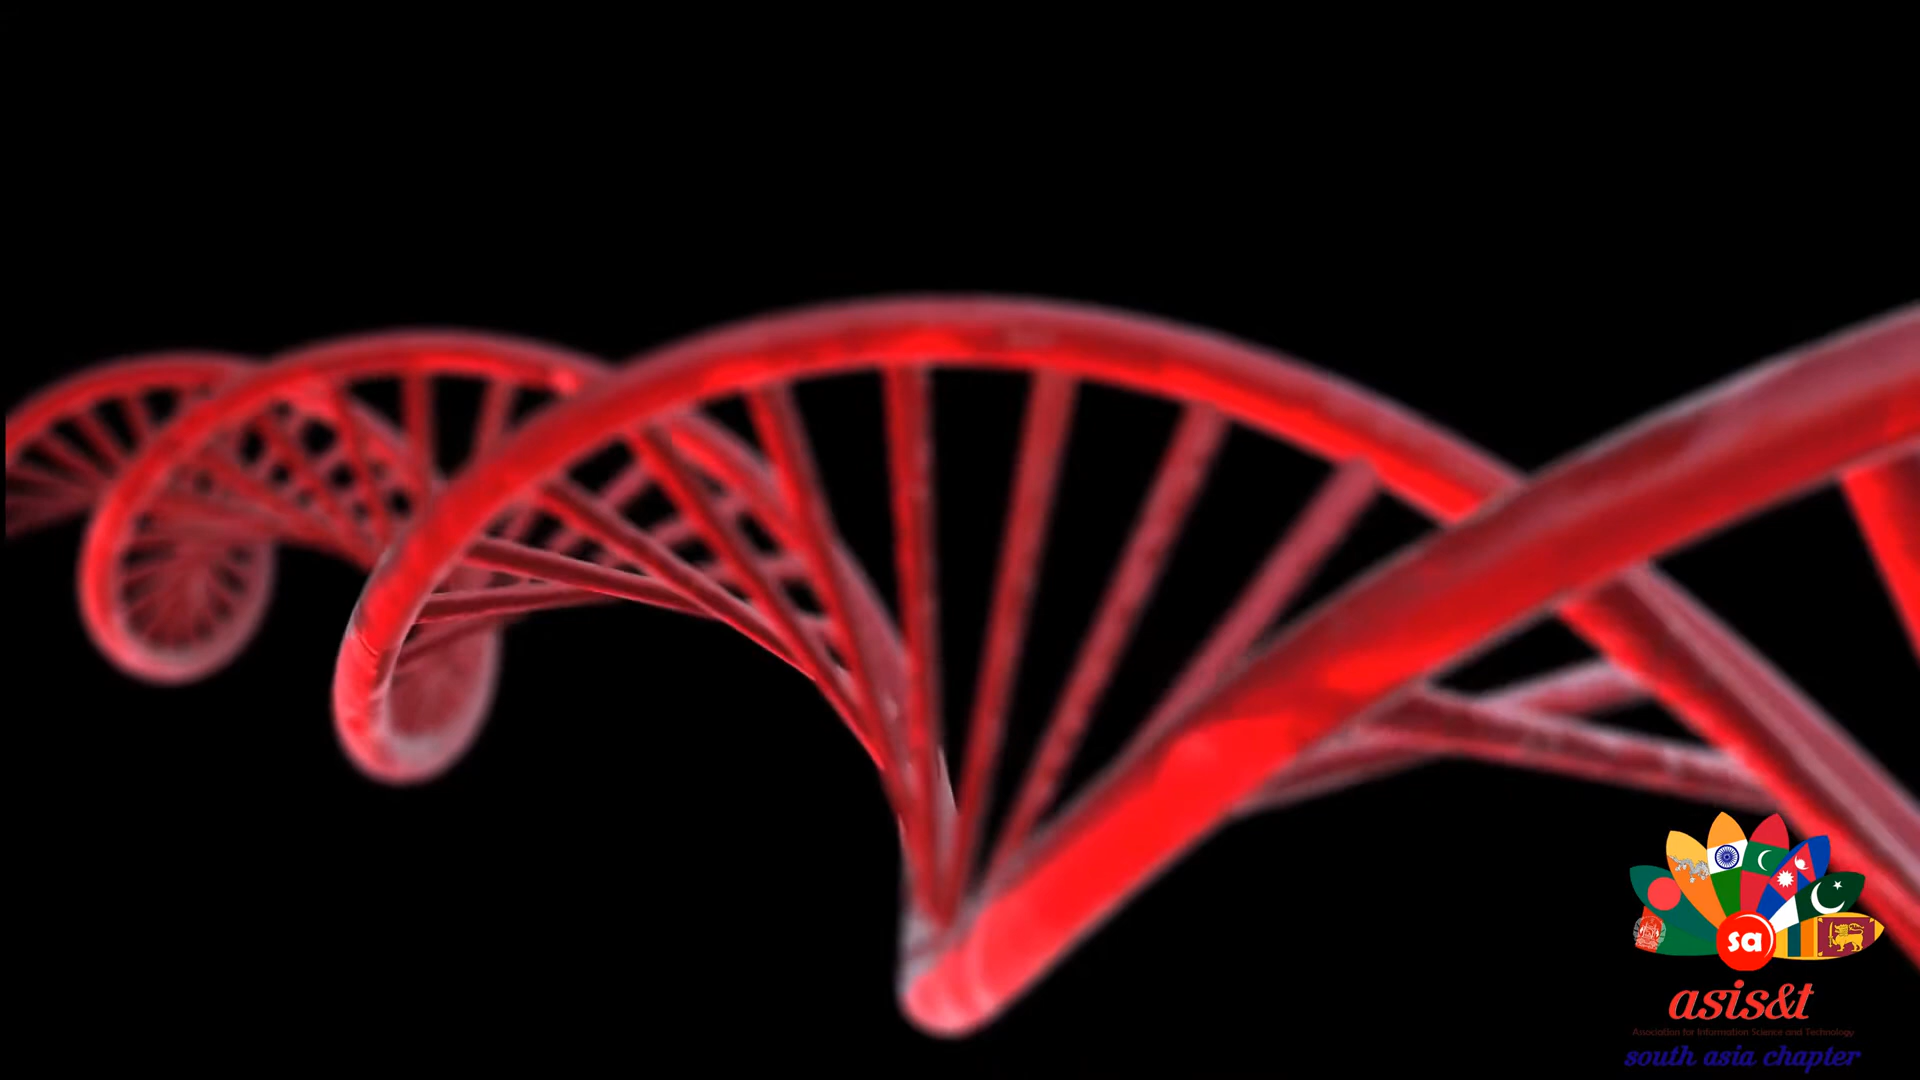 sa
asis&t
Association for Information Science and Technology
south asia chapter